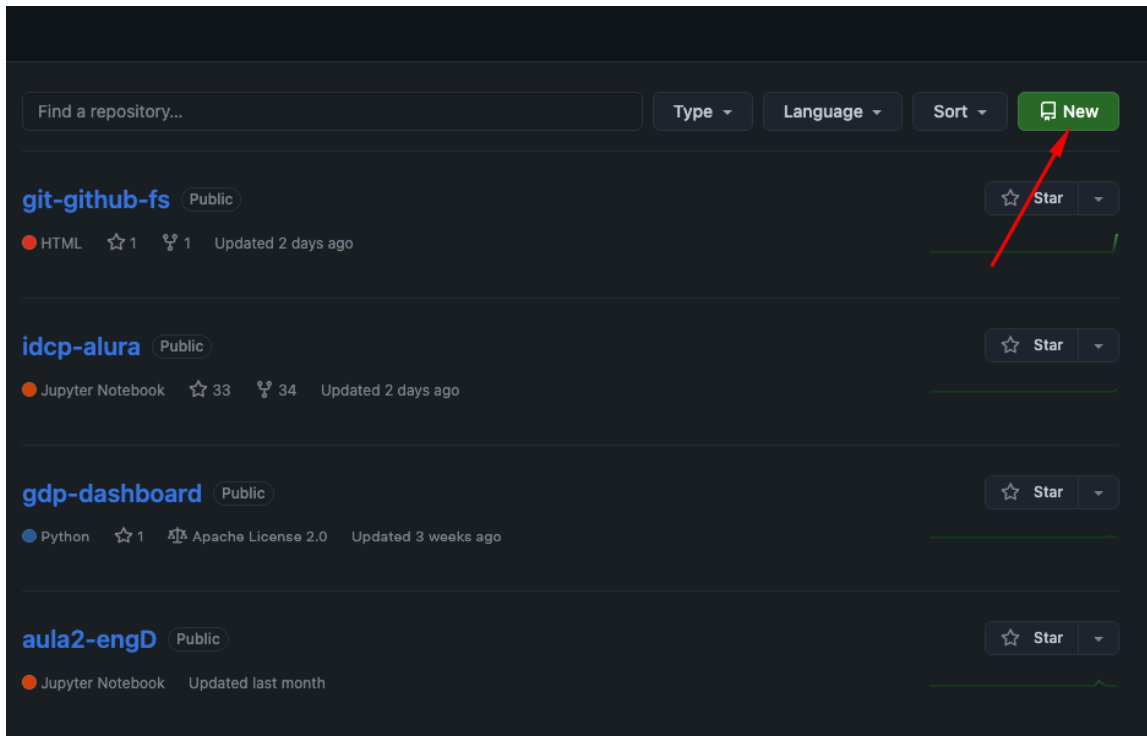 Find a repository...
Type
Language
Sort
New
git-github-fs Public
Star
HTML 1 1 Updated 2 days ago
idcp-alura Public
Star
Jupyter Notebook 33 34 Updated 2 days ago
gdp-dashboard Public
Star
Python 1 Apache License 2.0 Updated 3 weeks ago
aula2-engD Public
Star
Jupyter Notebook Updated last month